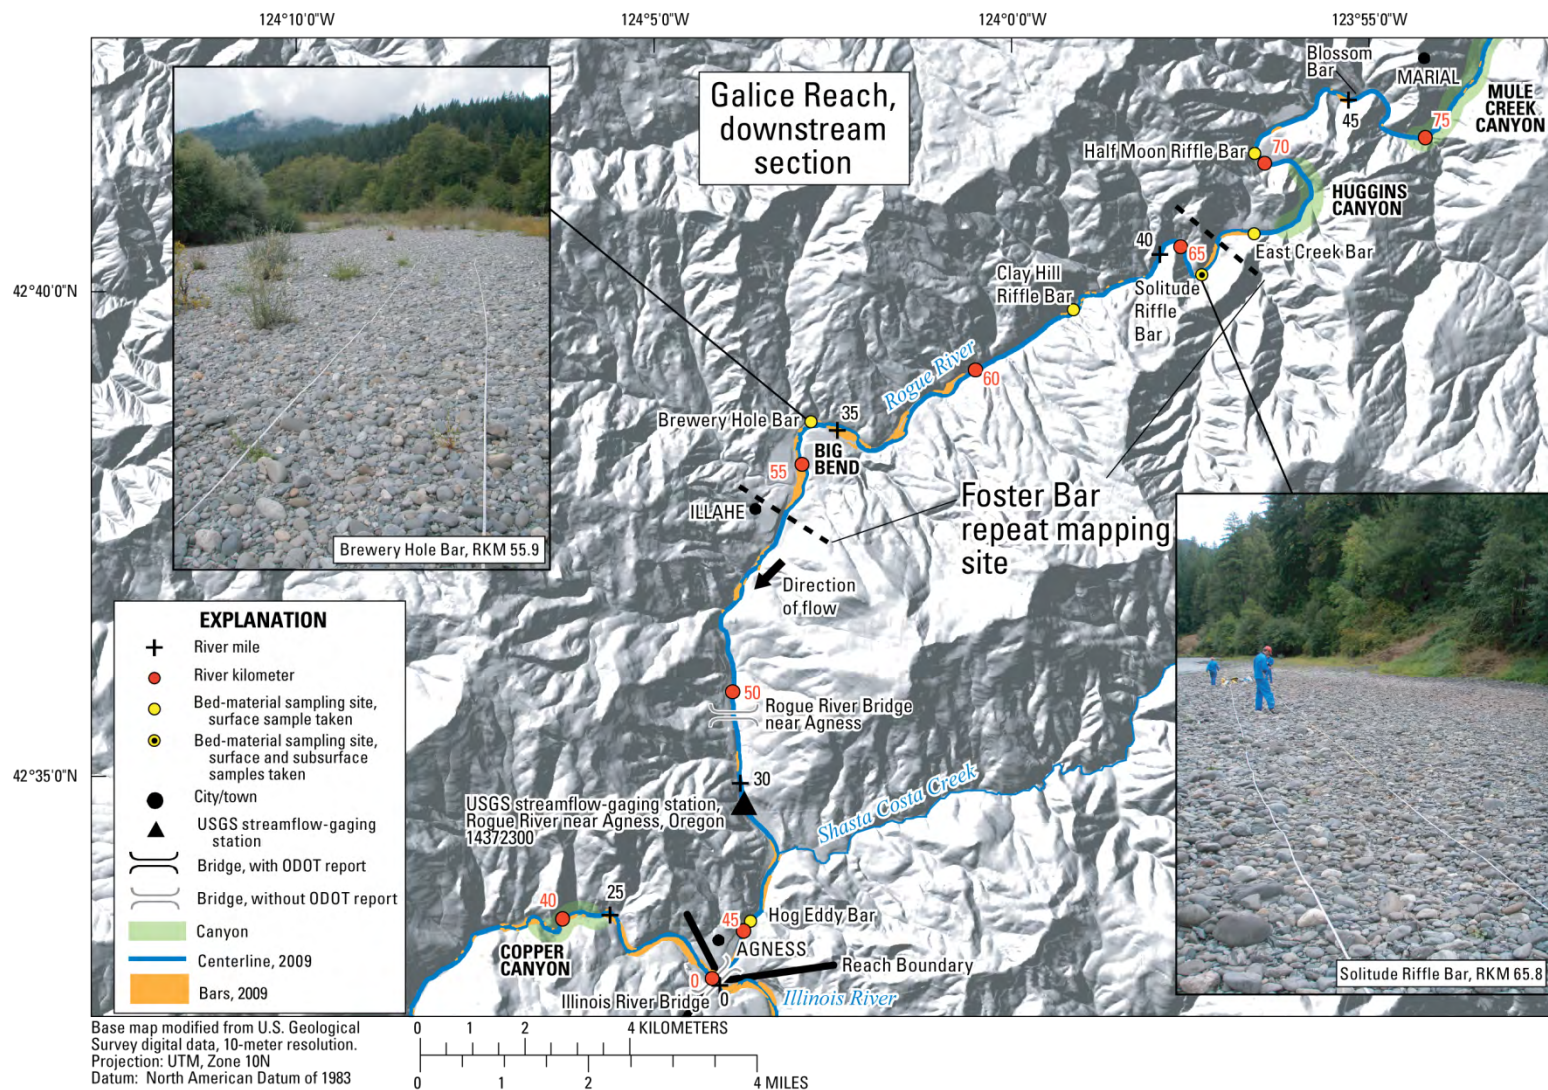 124°10'0"W
124°5'0"W
124°0'0"W
123°55'0"W
42°40'0"N
42°35'0"N
Galice Reach,
downstream
section
Blossom
Bar
MARIAL
MULE
CREEK
CANYON
45
75
70
Half Moon Riffle Bar
HUGGINS
CANYON
East Creek Bar
40
65
Solitude
Riffle
Bar
Clay Hill
Riffle Bar
Rogue River
60
Brewery Hole Bar
35
BIG
BEND
55
ILLAHE
Foster Bar
repeat mapping
site
Direction
of flow
50
Rogue River Bridge
near Agness
30
USGS streamflow-gaging station,
Rogue River near Agness, Oregon
14372300
Shasta Costa Creek
40
25
COPPER
CANYON
45
Hog Eddy Bar
AGNESS
Reach Boundary
0
0
Illinois River Bridge
Illinois River
Brewery Hole Bar, RKM 55.9
Solitude Riffle Bar, RKM 65.8
EXPLANATION
River mile
River kilometer
Bed-material sampling site,
surface sample taken
Bed-material sampling site,
surface and subsurface
samples taken
City/town
USGS streamflow-gaging
station
Bridge, with ODOT report
Bridge, without ODOT report
Canyon
Centerline, 2009
Bars, 2009
Base map modified from U.S. Geological
Survey digital data, 10-meter resolution.
Projection: UTM, Zone 10N
Datum: North American Datum of 1983
0 1 2 4 KILOMETERS
0 1 2 4 MILES